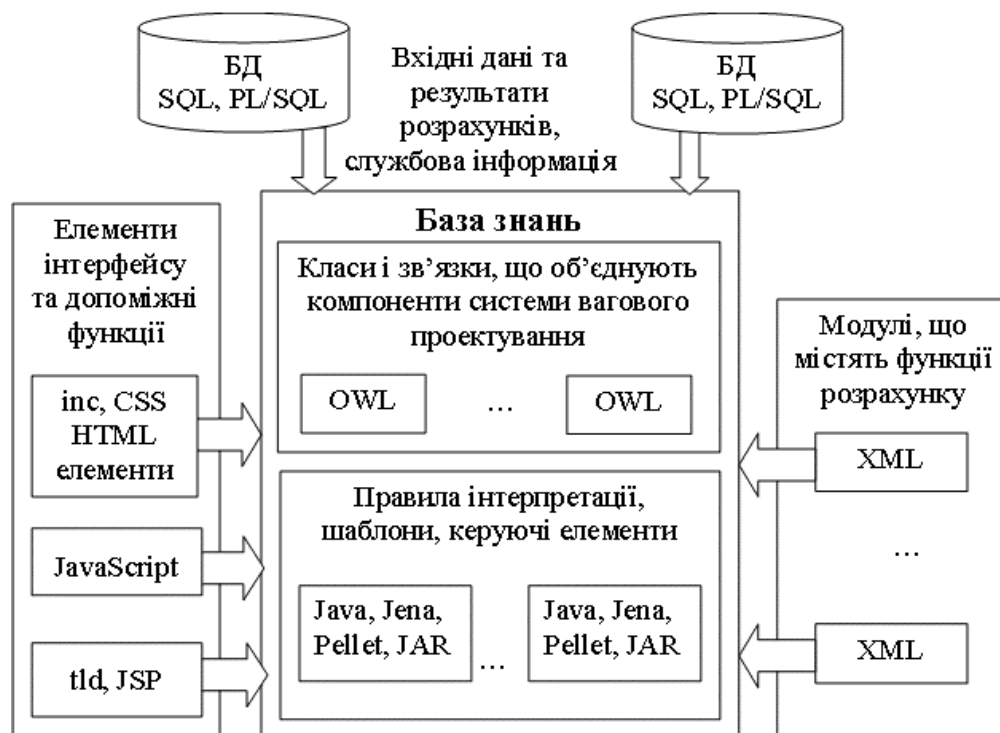 БД
SQL, PL/SQL
Вхідні дані та
результати
розрахунків,
службова інформація
БД
SQL, PL/SQL
Елементи
інтерфейсу
та допоміжні
функції
inc, CSS
HTML
елементи
JavaScript
tld, JSP
База знань
Класи і зв’язки, що об’єднують
компоненти системи вагового
проектування
OWL
...
OWL
Правила інтерпретації,
шаблони, керуючі елементи
Java, Jena,
Pellet, JAR
...
Java, Jena,
Pellet, JAR
Модулі, що
містять функції
розрахунку
XML
...
XML